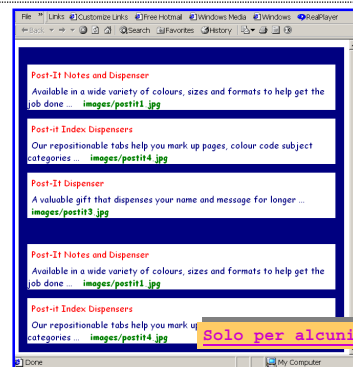 File » Links Customize Links Free Hotmail Windows Media Windows RealPlayer
Back Search Favorites History
Post-It Notes and Dispenser
Available in a wide variety of colours, sizes and formats to help get the
job done ... images/postit1.jpg
Post-it Index Dispensers
Our repositionable tabs help you mark up pages, colour code subject
categories ... images/postit4.jpg
Post-It Dispenser
A valuable gift that dispenses your name and message for longer ...
images/postit3.jpg
Post-It Notes and Dispenser
Available in a wide variety of colours, sizes and formats to help get the
job done ... images/postit1.jpg
Post-it Index Dispensers
Our repositionable tabs help you mark up
categories ... images/postit4.jpg
Solo per alcuni
Done My Computer